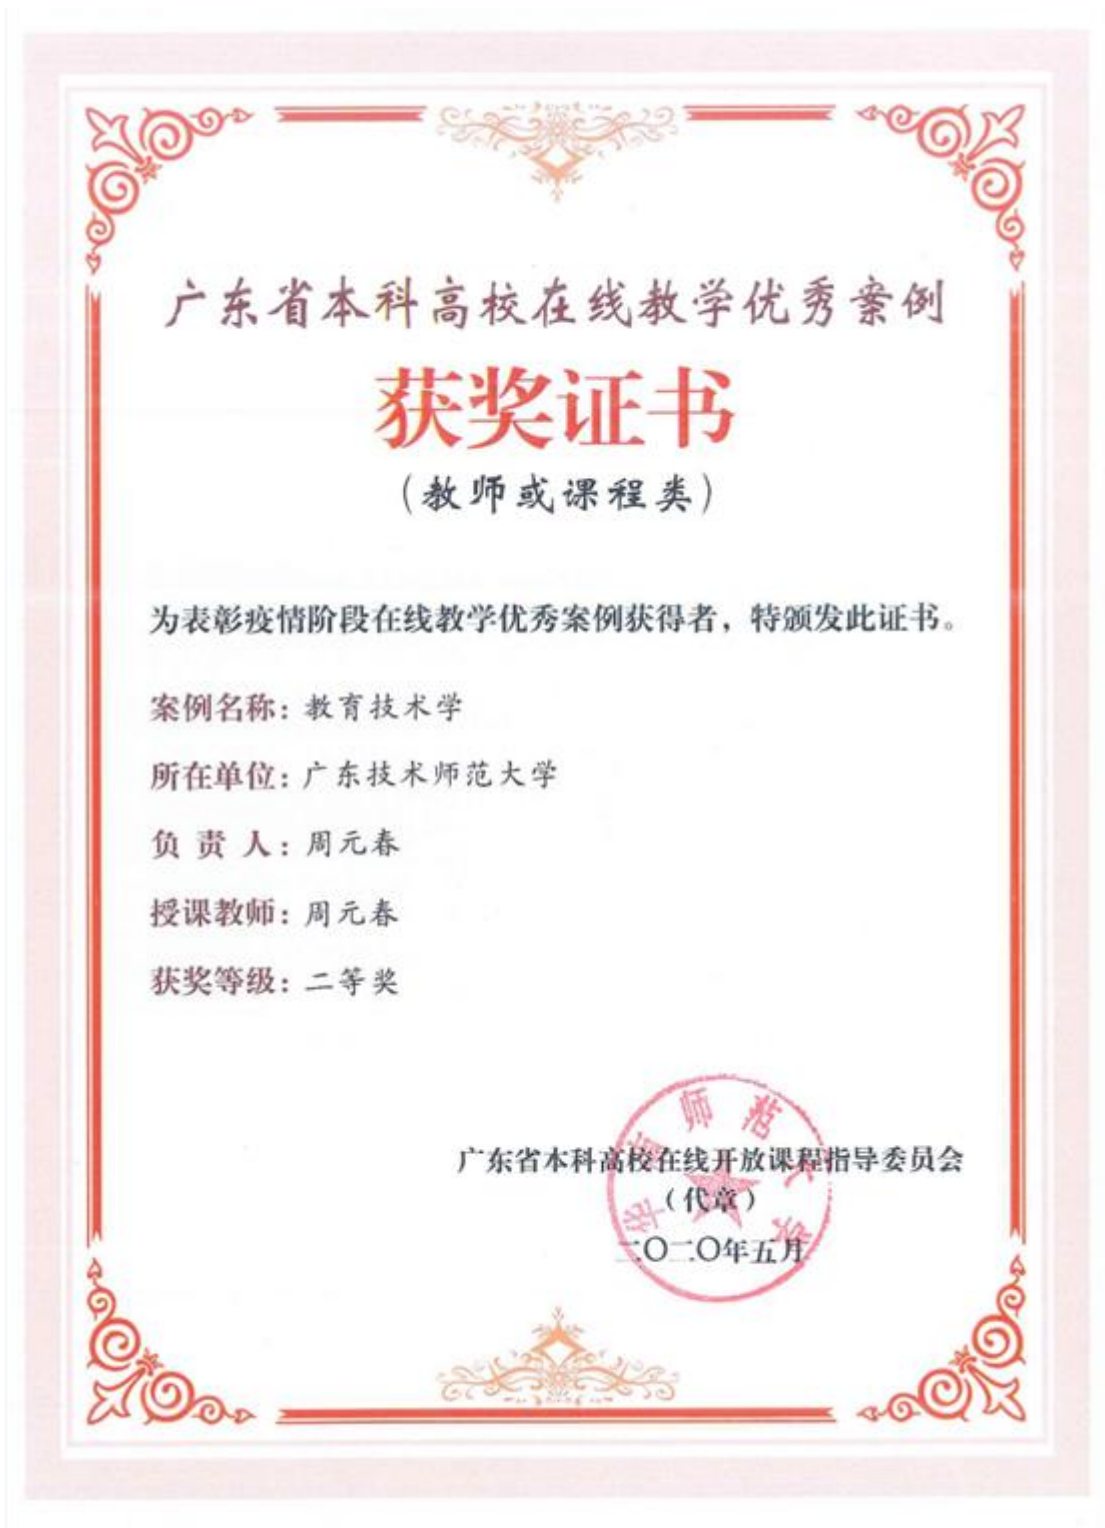 广东省本科高校在线教学优秀案例
获奖证书
（教师或课程类）
为表彰疫情阶段在线教学优秀案例获得者，特颁发此证书。
案例名称：教育技术学
所在单位：广东技术师范大学
负 责 人：周元春
授课教师：周元春
获奖等级：二等奖
华南师范大学
广东省本科高校在线开放课程指导委员会
（代章）
二〇二〇年五月